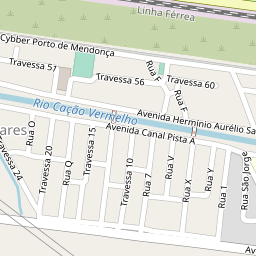 Linha Férrea
Cybber Porto de Mendonça
Travessa 51
Travessa 56
Rua F
Travessa 60
Rua F
Rio Cação Vermelho
Avenida Hermínio Aurélio Sa
Avenida Canal Pista A
ares
Rua O
Travessa 20
Rua Q
Travessa 15
Travessa 10
Rua 7
Rua V
Rua X
Rua Y
Rua 1
Rua São Jorge
Travessa 24
Av